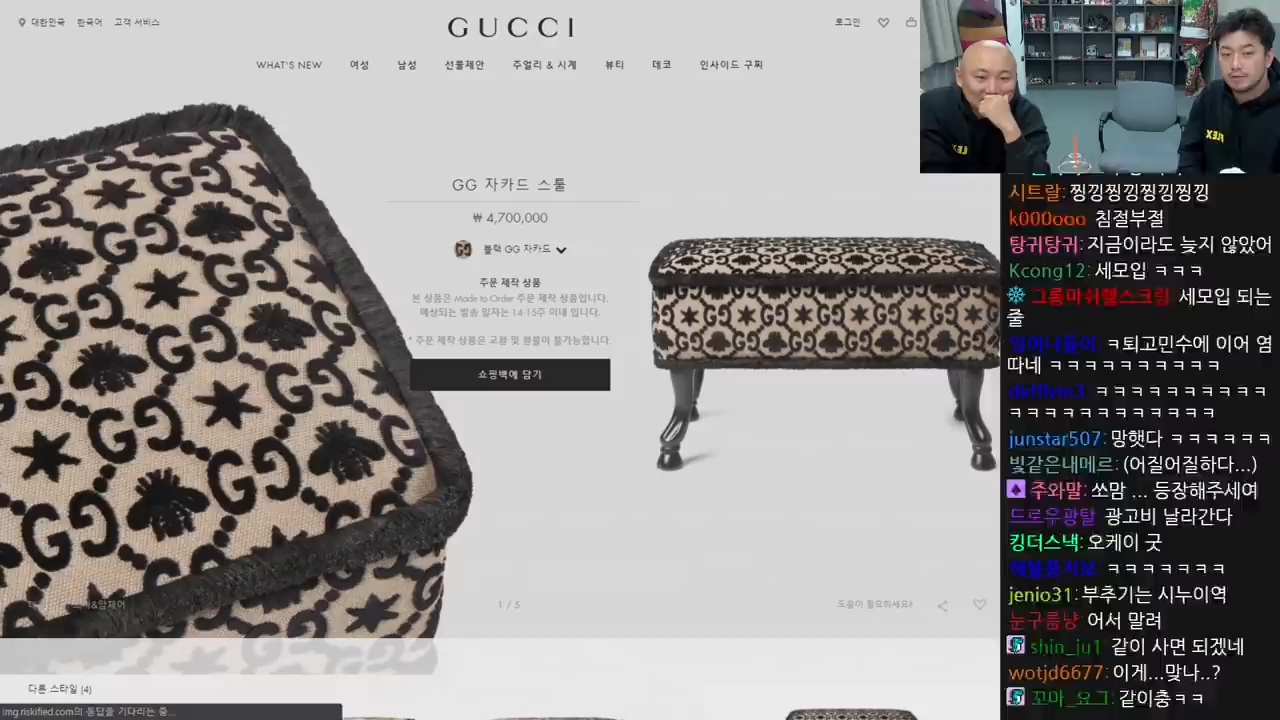 대한민국 한국어 고객 서비스
GUCCI
로그인
WHAT'S NEW 여성 남성 선물제안 주얼리 & 시계 뷰티 데코 인사이드 구찌
GG 자카드 스툴
₩ 4,700,000
블랙 GG 자카드
주문 제작 상품
본 상품은 Made to Order 주문 제작 상품입니다.
예상되는 발송 일자는 14-15주 이내 입니다.
* 주문 제작 상품은 교환 및 환불이 불가능합니다.
쇼핑백에 담기
1 / 5
도움이 필요하세요?
다른 스타일 (4)
img.riskified.com의 응답을 기다리는 중...
시트랄: 찡낑찡낑찡낑찡낑
k000ooo 침절부절
탕귀탕귀: 지금이라도 늦지 않았어
Kcong12: 세모입 ㅋㅋㅋ
그롬마쉬헬스크림 세모입 되는
줄
ㅋ퇴고민수에 이어 염
따네 ㅋㅋㅋㅋㅋㅋㅋㅋㅋㅋ
dkfflvm3 ㅋㅋㅋㅋㅋㅋㅋㅋㅋㅋ
ㅋㅋㅋㅋㅋㅋㅋㅋㅋㅋㅋㅋ
junstar507: 망햇다 ㅋㅋㅋㅋㅋㅋ
빛같은내메르: (어질어질하다...)
주와말: 쏘맘 ... 등장해주세여
드로우광탈 광고비 날라간다
킹더스낵: 오케이 굿
ㅋㅋㅋㅋㅋㅋㅋ
jenio31: 부추기는 시누이역
눈구름냥 어서 말려
shin_ju1 같이 사면 되겠네
wotjd6677: 이게...맞나..?
꼬마_요그: 같이충ㅋㅋ